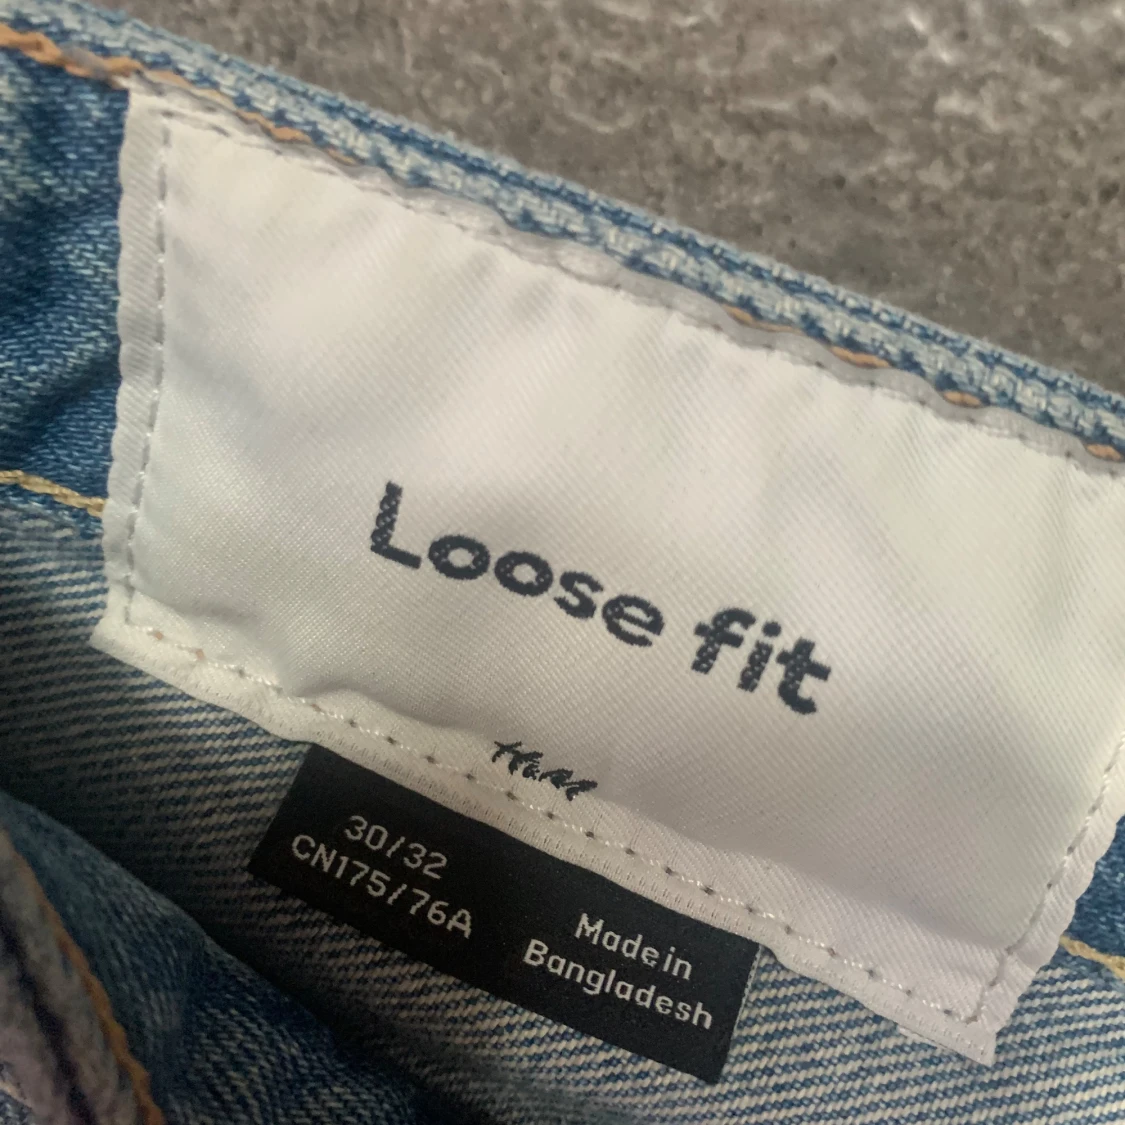 Loose fit
H&M
30/32
CN175/76A
Made in
Bangladesh